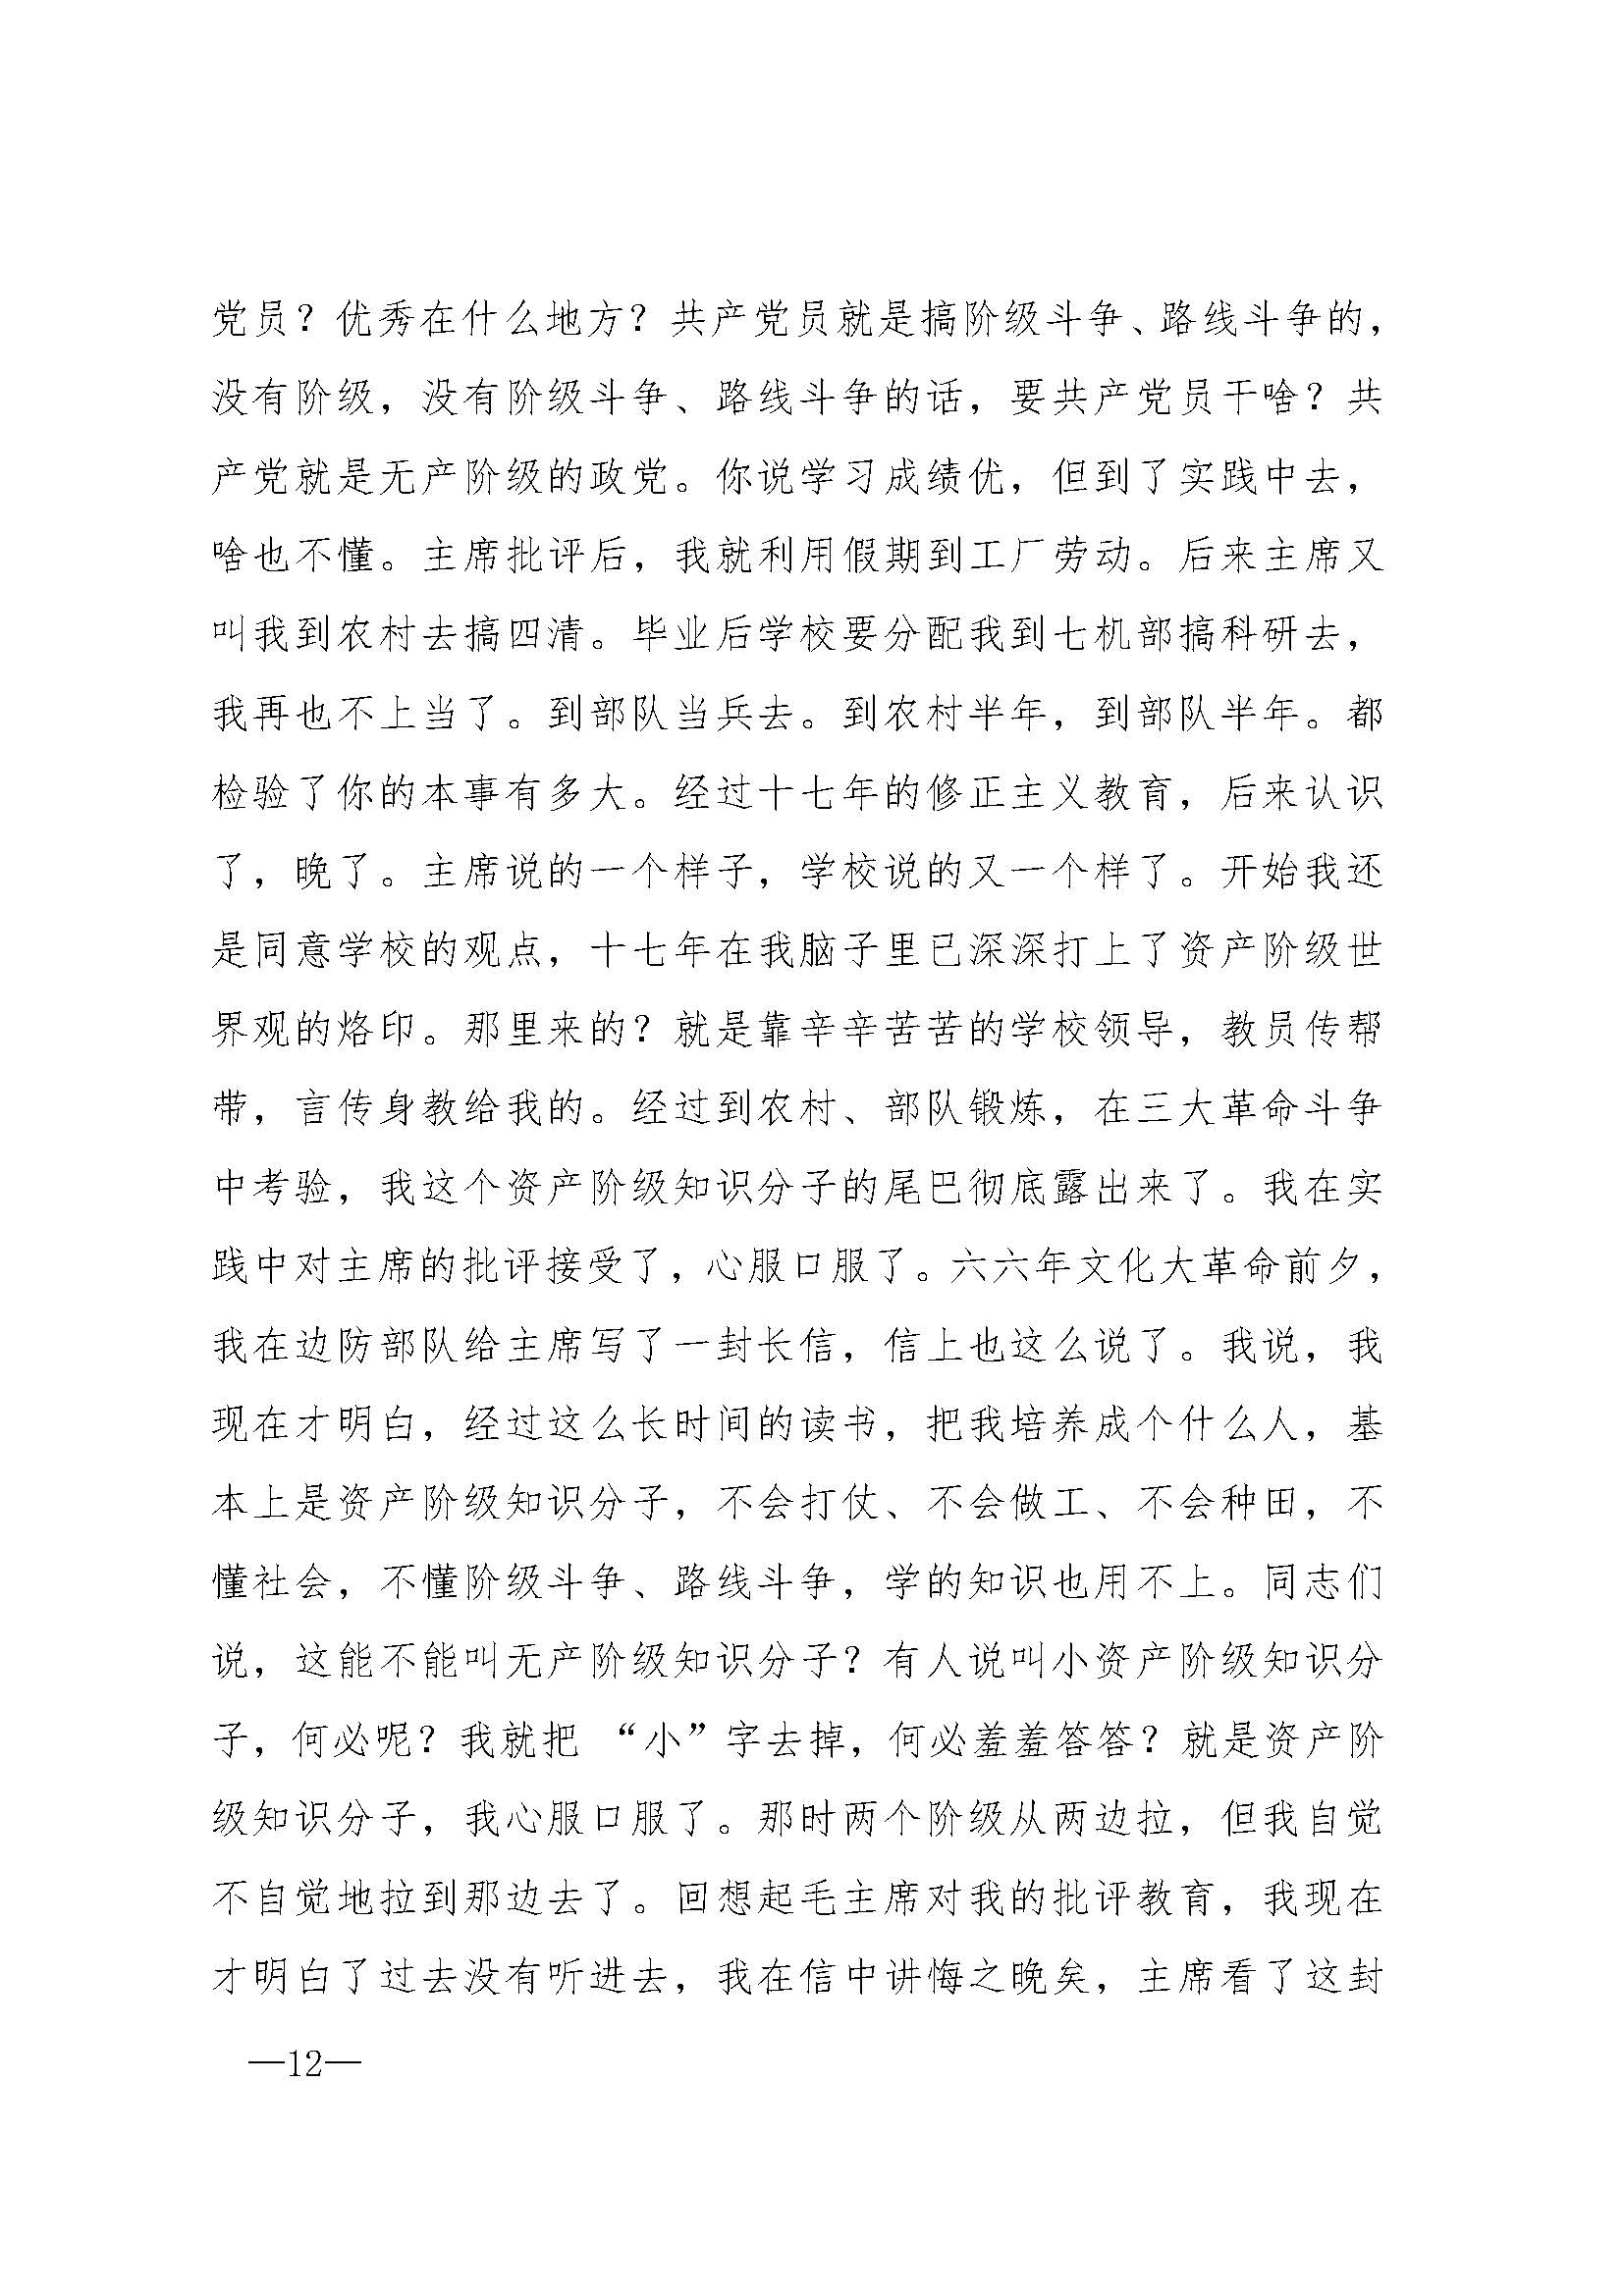 党员？优秀在什么地方？共产党员就是搞阶级斗争、路线斗争的，
没有阶级，没有阶级斗争、路线斗争的话，要共产党员干啥？共
产党就是无产阶级的政党。你说学习成绩优，但到了实践中去，
啥也不懂。主席批评后，我就利用假期到工厂劳动。后来主席又
叫我到农村去搞四清。毕业后学校要分配我到七机部搞科研去，
我再也不上当了。到部队当兵去。到农村半年，到部队半年。都
检验了你的本事有多大。经过十七年的修正主义教育，后来认识
了，晚了。主席说的一个样子，学校说的又一个样了。开始我还
是同意学校的观点，十七年在我脑子里已深深打上了资产阶级世
界观的烙印。那里来的？就是靠辛辛苦苦的学校领导，教员传帮
带，言传身教给我的。经过到农村、部队锻炼，在三大革命斗争
中考验，我这个资产阶级知识分子的尾巴彻底露出来了。我在实
践中对主席的批评接受了，心服口服了。六六年文化大革命前夕，
我在边防部队给主席写了一封长信，信上也这么说了。我说，我
现在才明白，经过这么长时间的读书，把我培养成个什么人，基
本上是资产阶级知识分子，不会打仗、不会做工、不会种田，不
懂社会，不懂阶级斗争、路线斗争，学的知识也用不上。同志们
说，这能不能叫无产阶级知识分子？有人说叫小资产阶级知识分
子，何必呢？我就把 “小”字去掉，何必羞羞答答？就是资产阶
级知识分子，我心服口服了。那时两个阶级从两边拉，但我自觉
不自觉地拉到那边去了。回想起毛主席对我的批评教育，我现在
才明白了过去没有听进去，我在信中讲悔之晚矣，主席看了这封
—12—